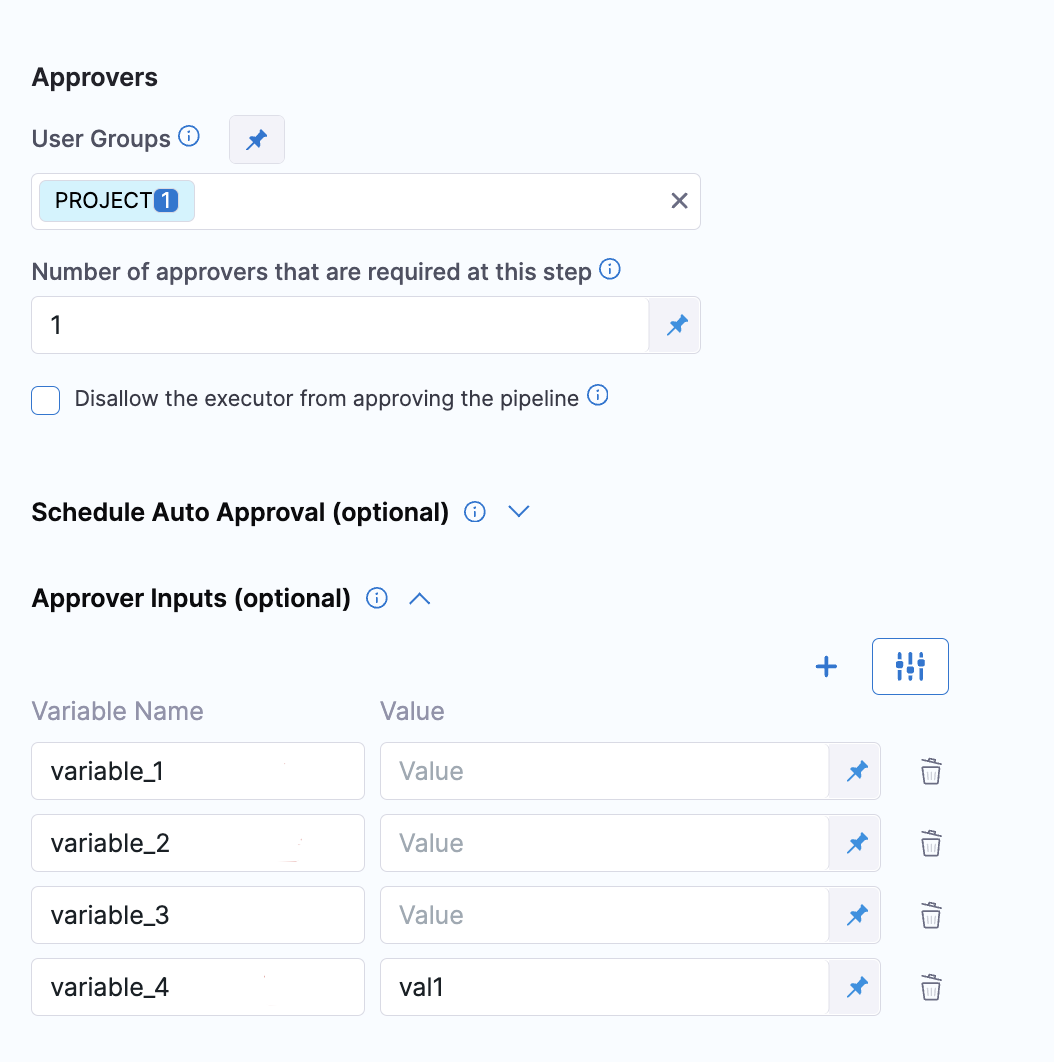 Approvers
User Groups
PROJECT 1
Number of approvers that are required at this step
1
Disallow the executor from approving the pipeline
Schedule Auto Approval (optional)
Approver Inputs (optional)
Variable Name Value
variable_1 Value
variable_2 Value
variable_3 Value
variable_4 val1